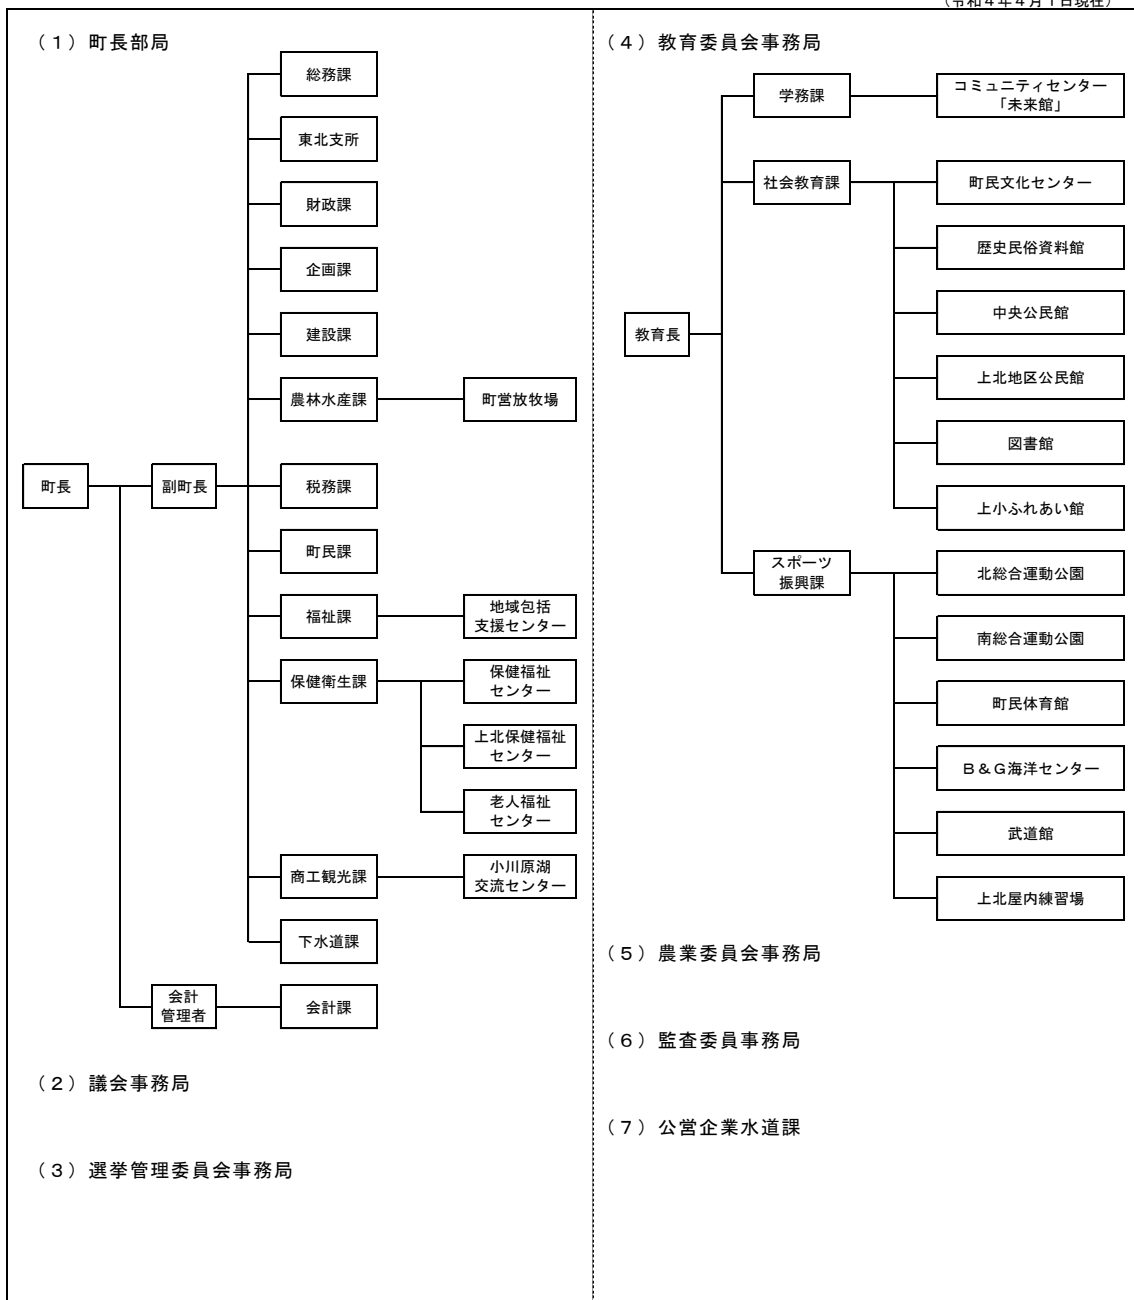 （令和４年４月１日現在）
（１）町長部局
総務課
東北支所
財政課
企画課
建設課
農林水産課
町営放牧場
町長
副町長
税務課
町民課
福祉課
地域包括
支援センター
保健衛生課
保健福祉
センター
上北保健福祉
センター
老人福祉
センター
商工観光課
小川原湖
交流センター
下水道課
会計
管理者
会計課
（２）議会事務局
（３）選挙管理委員会事務局
（４）教育委員会事務局
学務課
コミュニティセンター
「未来館」
社会教育課
町民文化センター
歴史民俗資料館
中央公民館
教育長
上北地区公民館
図書館
上小ふれあい館
スポーツ
振興課
北総合運動公園
南総合運動公園
町民体育館
Ｂ＆Ｇ海洋センター
武道館
上北屋内練習場
（５）農業委員会事務局
（６）監査委員事務局
（７）公営企業水道課